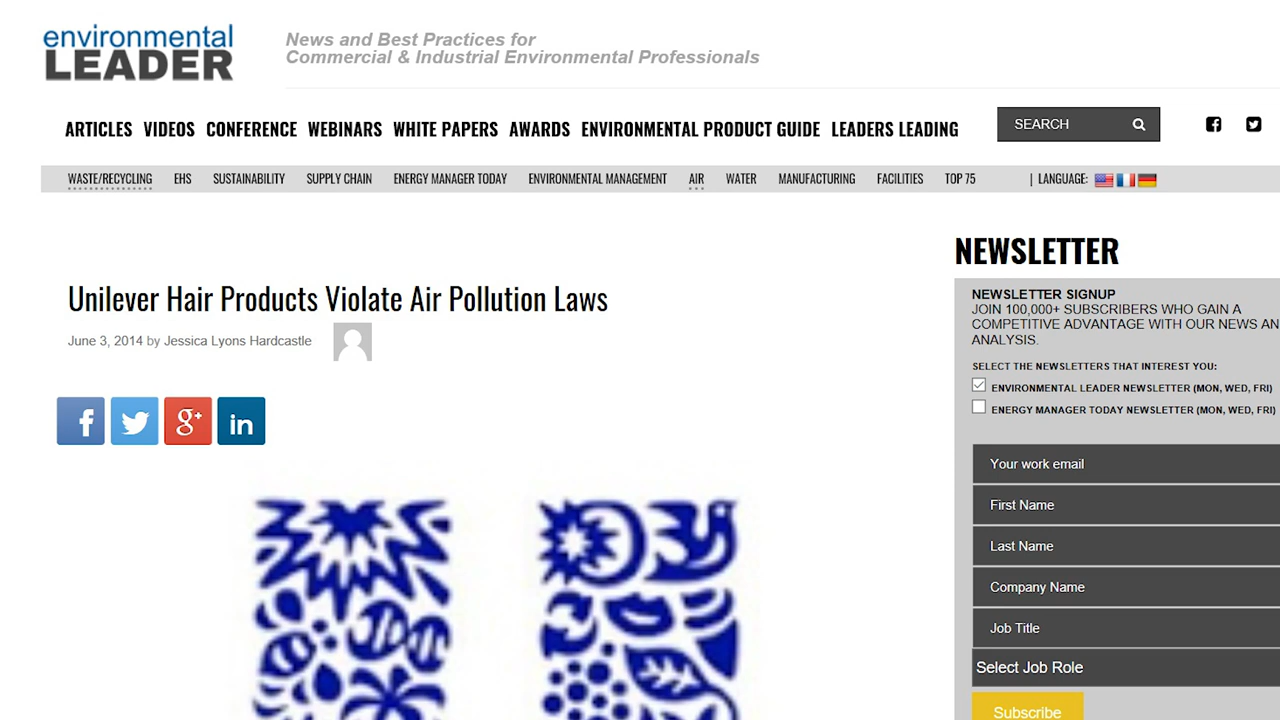 environmental
LEADER
News and Best Practices for
Commercial & Industrial Environmental Professionals
ARTICLES VIDEOS CONFERENCE WEBINARS WHITE PAPERS AWARDS ENVIRONMENTAL PRODUCT GUIDE LEADERS LEADING
SEARCH
WASTE/RECYCLING EHS SUSTAINABILITY SUPPLY CHAIN ENERGY MANAGER TODAY ENVIRONMENTAL MANAGEMENT AIR WATER MANUFACTURING FACILITIES TOP 75 | LANGUAGE:
Unilever Hair Products Violate Air Pollution Laws
June 3, 2014 by Jessica Lyons Hardcastle
f g+ in
NEWSLETTER
NEWSLETTER SIGNUP
JOIN 100,000+ SUBSCRIBERS WHO GAIN A
COMPETITIVE ADVANTAGE WITH OUR NEWS AN
ANALYSIS.
SELECT THE NEWSLETTERS THAT INTEREST YOU:
ENVIRONMENTAL LEADER NEWSLETTER (MON, WED, FRI)
ENERGY MANAGER TODAY NEWSLETTER (MON, WED, FRI)
Your work email
First Name
Last Name
Company Name
Job Title
Select Job Role
Subscribe